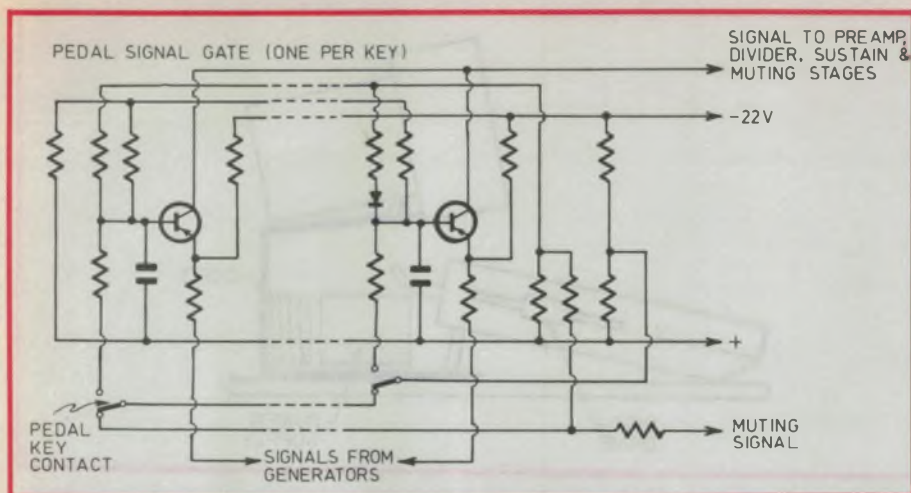 PEDAL SIGNAL GATE (ONE PER KEY)
SIGNAL TO PREAMP,
DIVIDER, SUSTAIN &
MUTING STAGES
-22V
+
PEDAL
KEY
CONTACT
SIGNALS FROM
GENERATORS
MUTING
SIGNAL